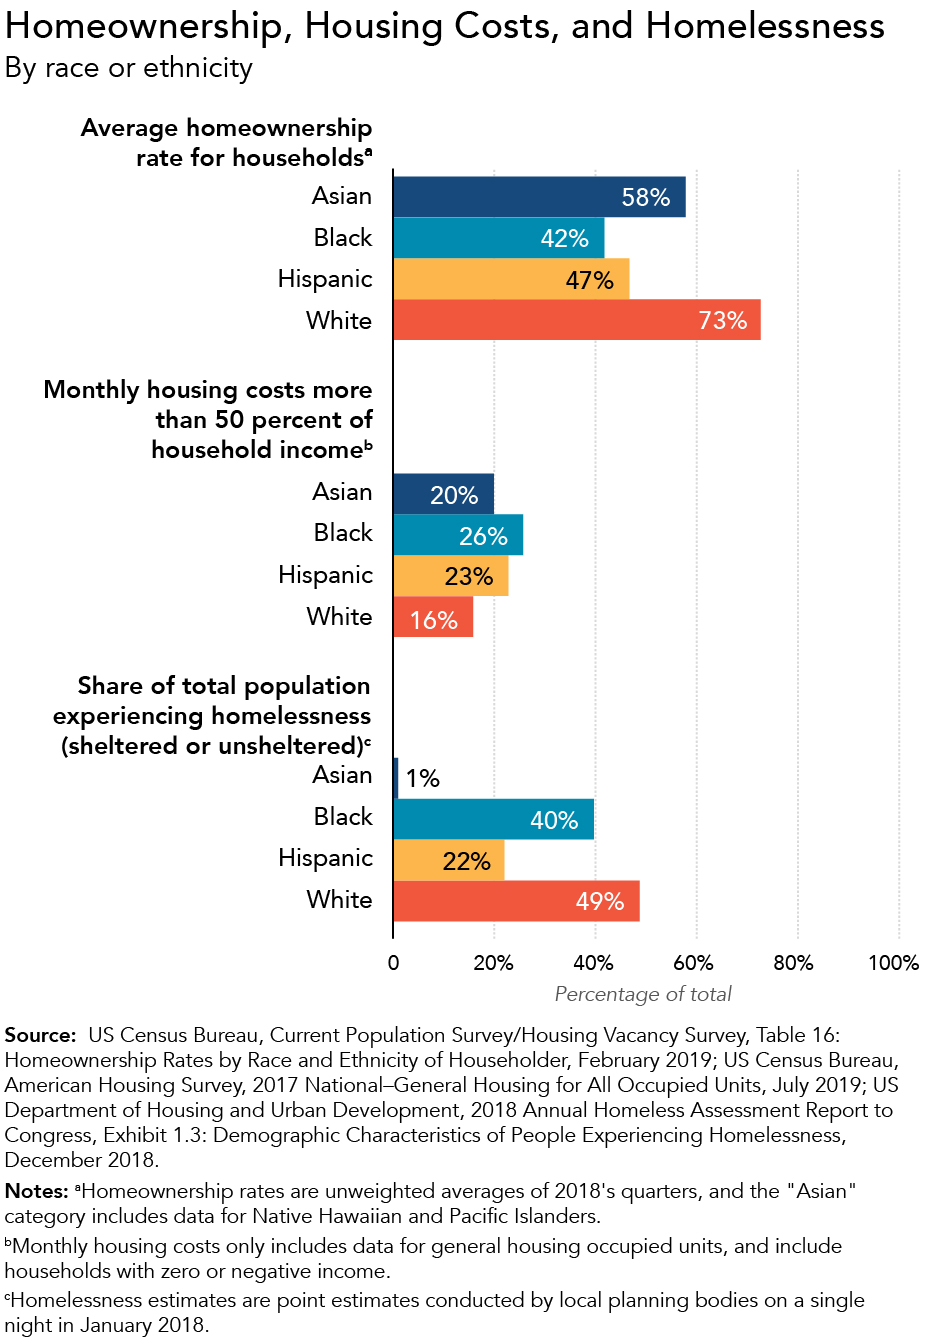 Homeownership, Housing Costs, and Homelessness
By race or ethnicity
Average homeownership
rate for householdsᵃ
Asian
58%
Black
42%
Hispanic
47%
White
73%
Monthly housing costs more
than 50 percent of
household incomeᵇ
Asian
20%
Black
26%
Hispanic
23%
White
16%
Share of total population
experiencing homelessness
(sheltered or unsheltered)ᶜ
Asian
1%
Black
40%
Hispanic
22%
White
49%
0 20% 40% 60% 80% 100%
Percentage of total
Source: US Census Bureau, Current Population Survey/Housing Vacancy Survey, Table 16:
Homeownership Rates by Race and Ethnicity of Householder, February 2019; US Census Bureau,
American Housing Survey, 2017 National–General Housing for All Occupied Units, July 2019; US
Department of Housing and Urban Development, 2018 Annual Homeless Assessment Report to
Congress, Exhibit 1.3: Demographic Characteristics of People Experiencing Homelessness,
December 2018.
Notes: ᵃHomeownership rates are unweighted averages of 2018's quarters, and the "Asian"
category includes data for Native Hawaiian and Pacific Islanders.
ᵇMonthly housing costs only includes data for general housing occupied units, and include
households with zero or negative income.
ᶜHomelessness estimates are point estimates conducted by local planning bodies on a single
night in January 2018.